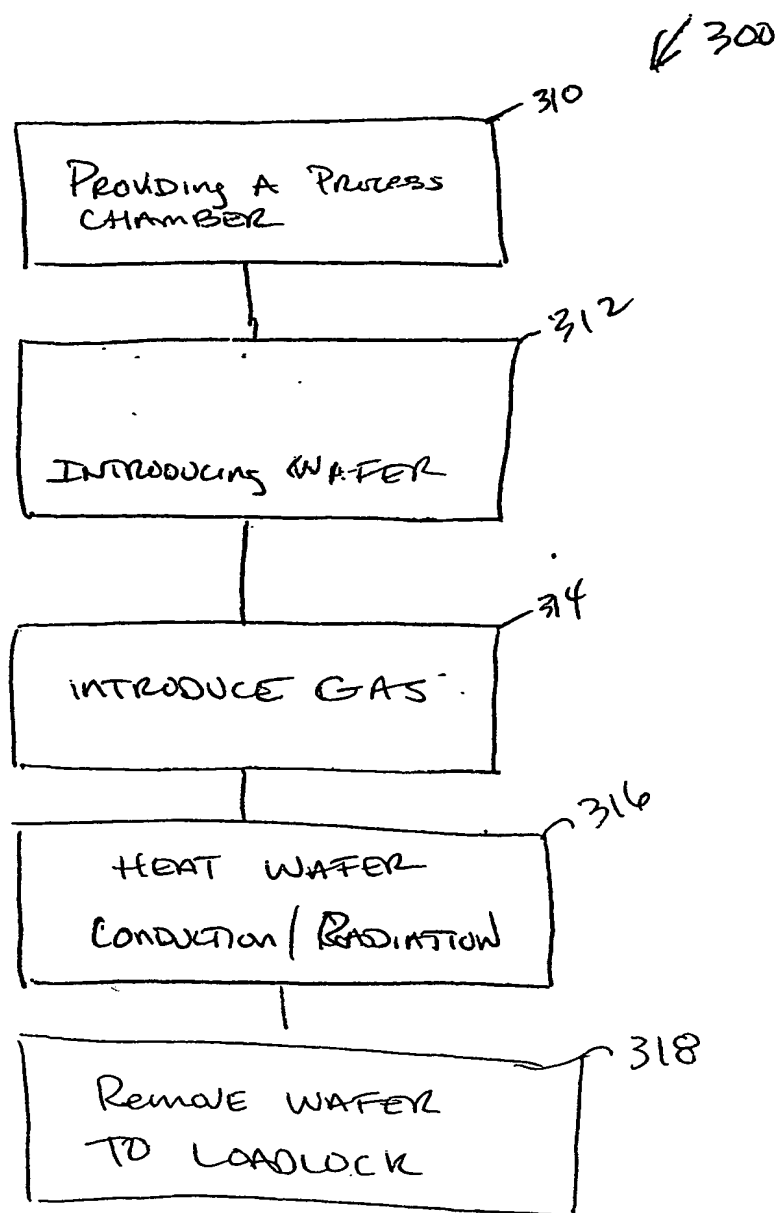 300
310
PROVIDING A PROCESS
CHAMBER
312
INTRODUCING WAFER
314
INTRODUCE GAS
316
HEAT WAFER
CONDUCTION / RADIATION
318
REMOVE WAFER
TO LOADLOCK